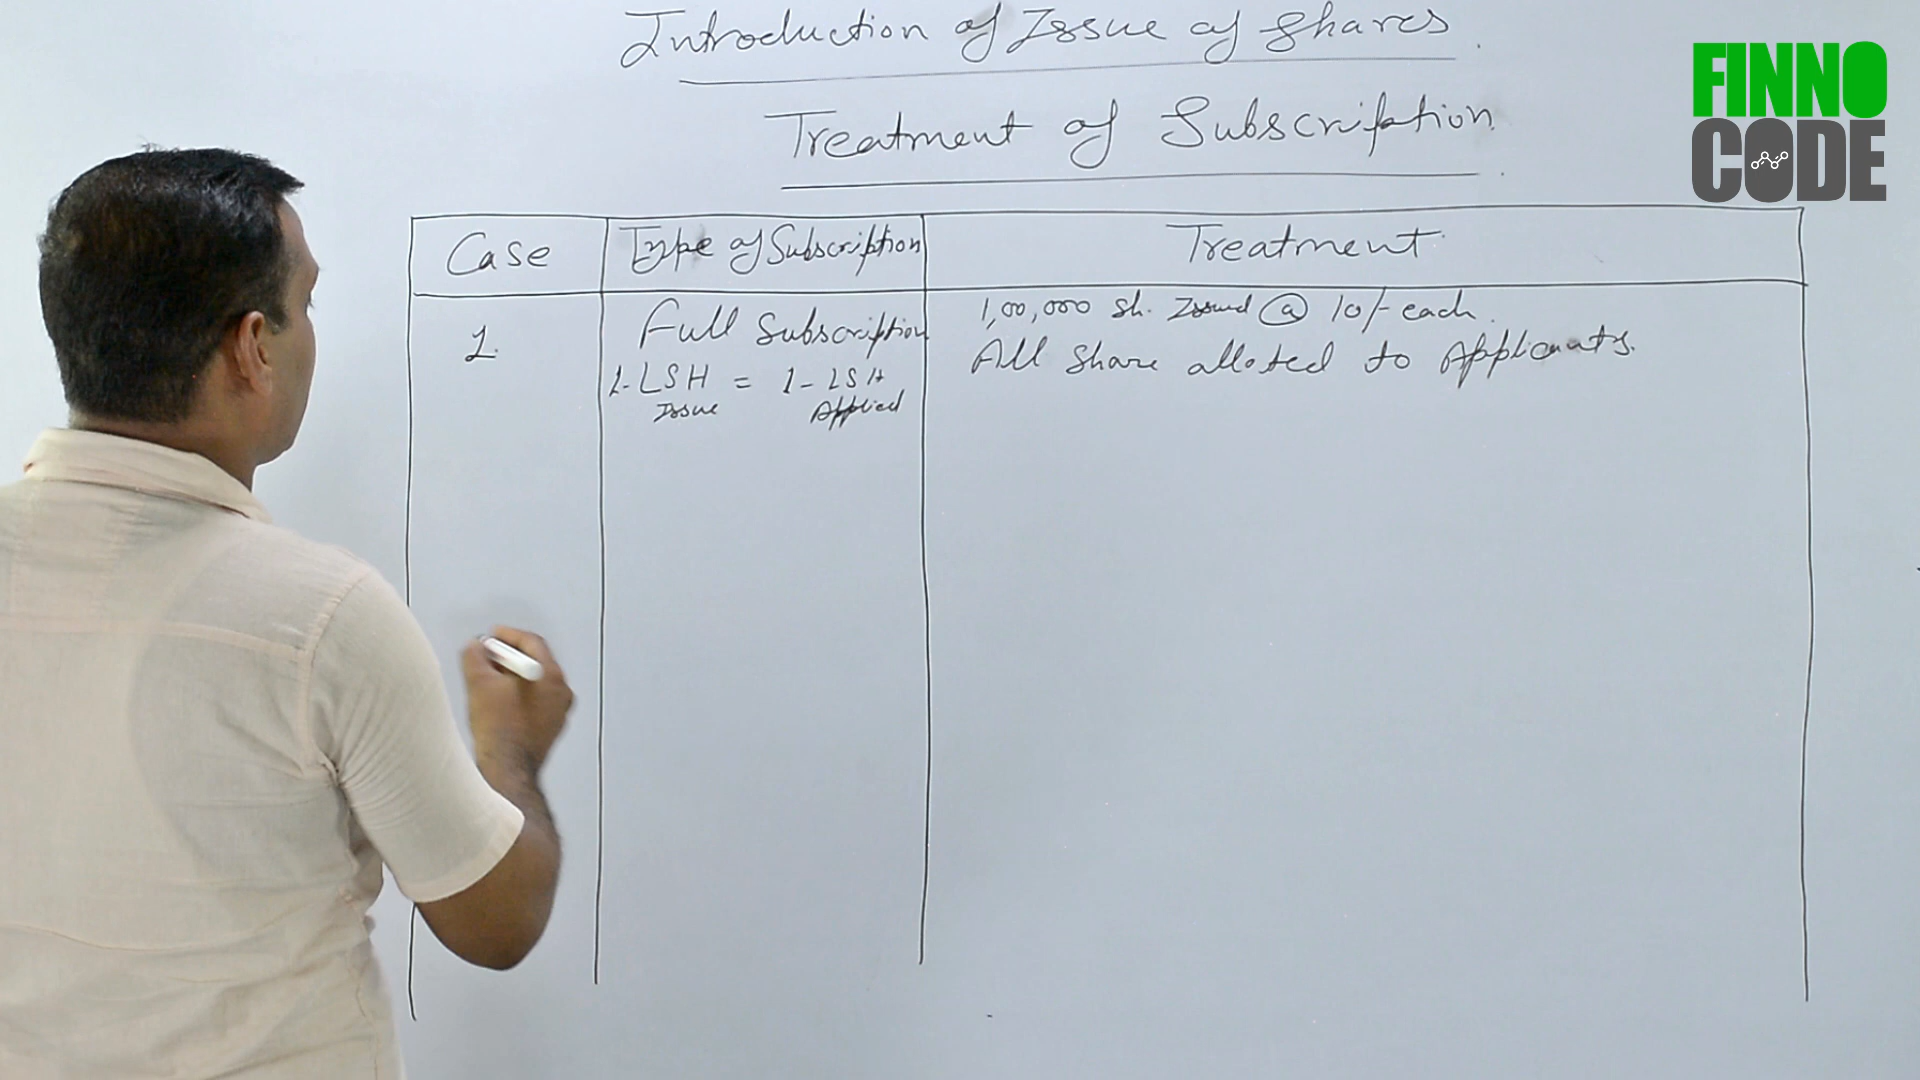 Introduction of Issue of Shares.
Treatment of Subscription
FINNO
CODE
Case
Type of Subscription
Treatment
1.
Full Subscription
1-LSH = 1-LSH
Issue Applied
1,00,000 Sh. Issued @ 10/- each.
All Share alloted to Applicants.